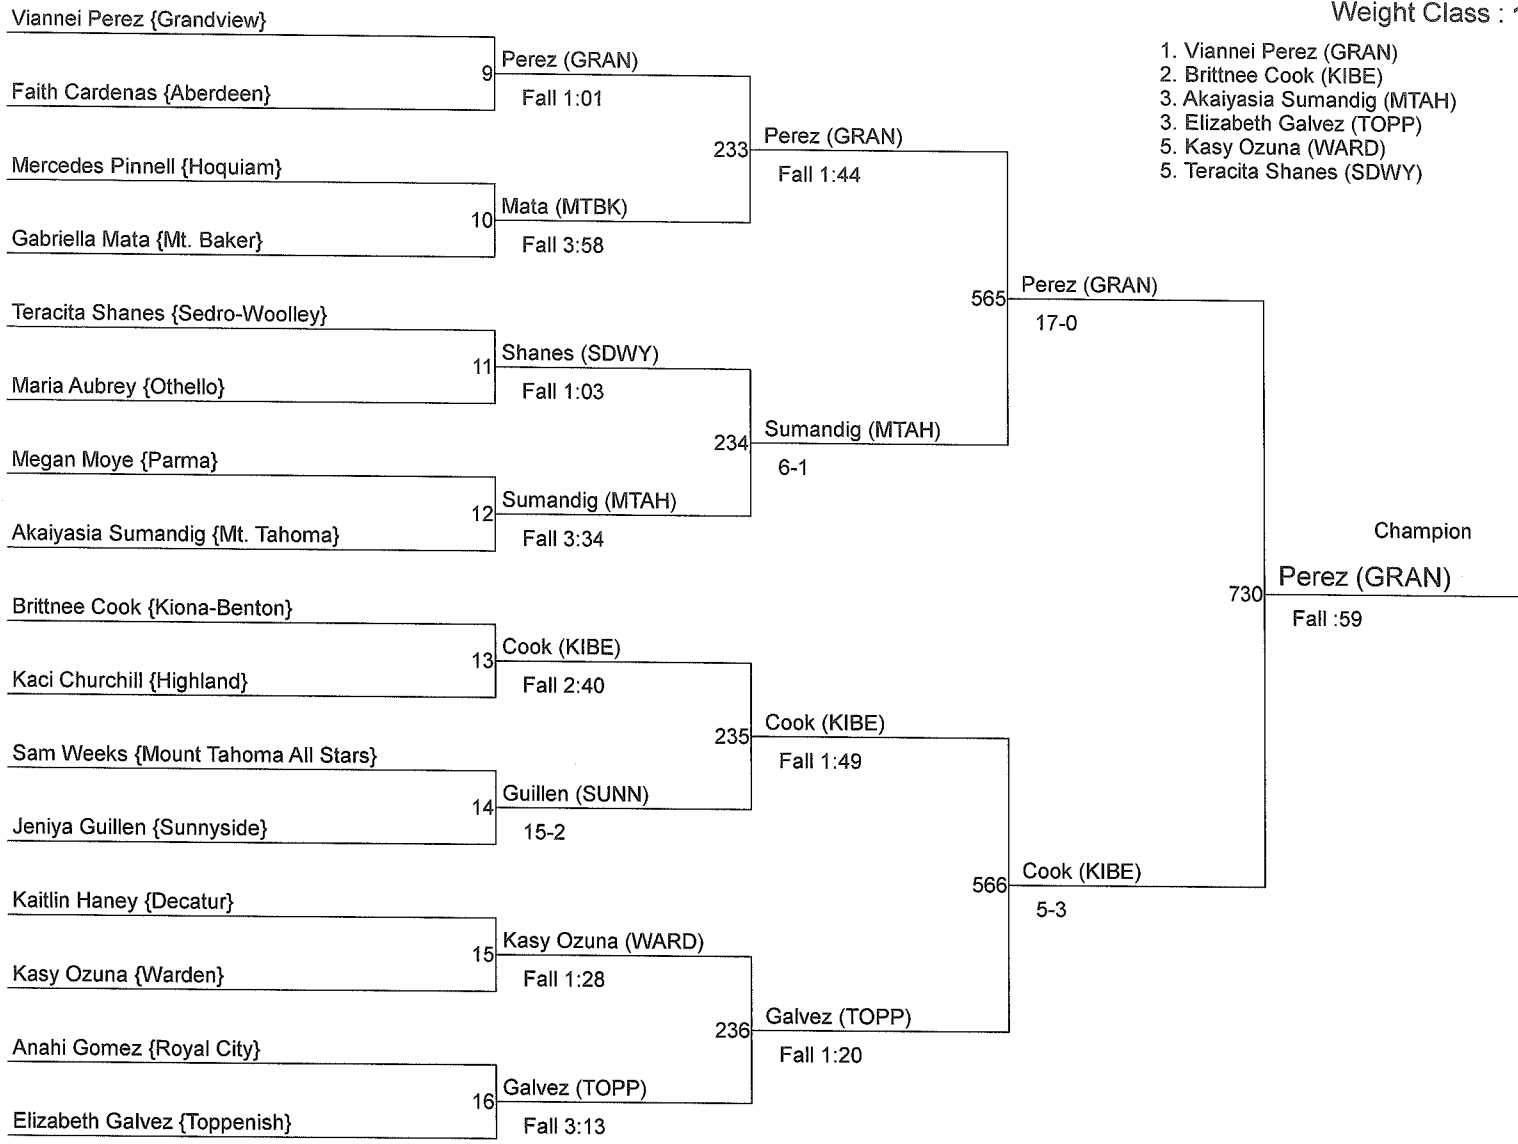 Viannei Perez {Grandview}
Weight Class :
1. Viannei Perez (GRAN)
2. Brittnee Cook (KIBE)
3. Akaiyasia Sumandig (MTAH)
3. Elizabeth Galvez (TOPP)
5. Kasy Ozuna (WARD)
5. Teracita Shanes (SDWY)
9 Perez (GRAN)
Fall 1:01
Faith Cardenas {Aberdeen}
233 Perez (GRAN)
Fall 1:44
Mercedes Pinnell {Hoquiam}
10 Mata (MTBK)
Fall 3:58
Gabriella Mata {Mt. Baker}
565 Perez (GRAN)
17-0
Teracita Shanes {Sedro-Woolley}
11 Shanes (SDWY)
Fall 1:03
Maria Aubrey {Othello}
234 Sumandig (MTAH)
6-1
Megan Moye {Parma}
12 Sumandig (MTAH)
Fall 3:34
Akaiyasia Sumandig {Mt. Tahoma}
Champion
730 Perez (GRAN)
Fall :59
Brittnee Cook {Kiona-Benton}
13 Cook (KIBE)
Fall 2:40
Kaci Churchill {Highland}
235 Cook (KIBE)
Fall 1:49
Sam Weeks {Mount Tahoma All Stars}
14 Guillen (SUNN)
15-2
Jeniya Guillen {Sunnyside}
566 Cook (KIBE)
5-3
Kaitlin Haney {Decatur}
15 Kasy Ozuna (WARD)
Fall 1:28
Kasy Ozuna {Warden}
236 Galvez (TOPP)
Fall 1:20
Anahi Gomez {Royal City}
16 Galvez (TOPP)
Fall 3:13
Elizabeth Galvez {Toppenish}